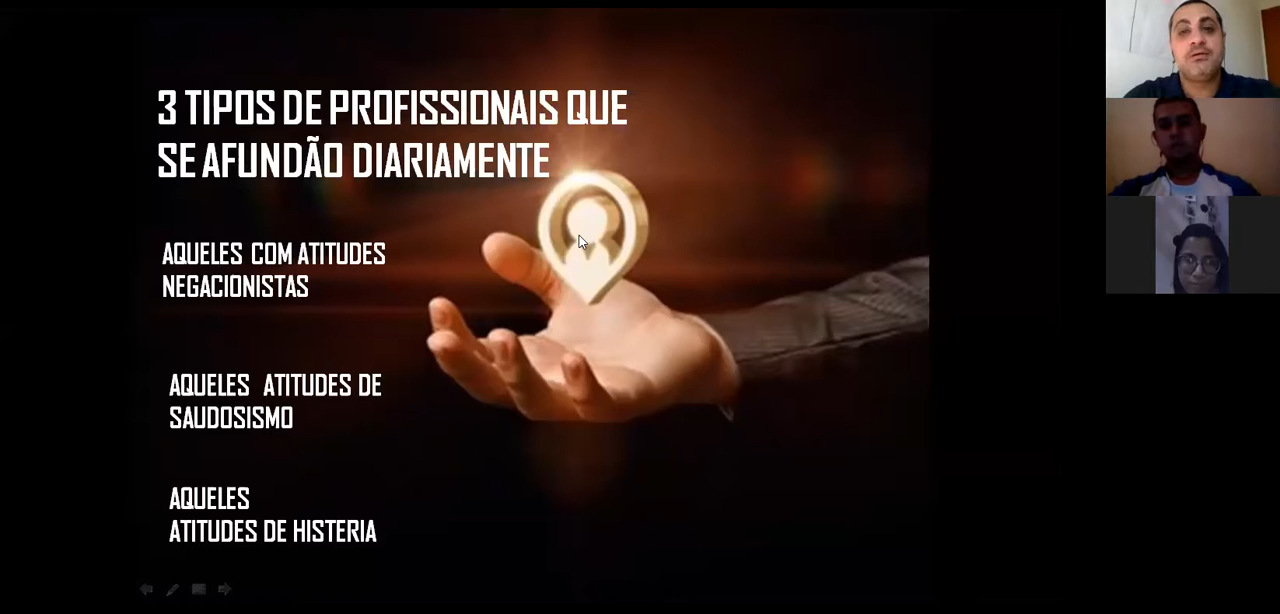 3 TIPOS DE PROFISSIONAIS QUE
SE AFUNDÃO DIARIAMENTE
AQUELES COM ATITUDES
NEGACIONISTAS
AQUELES ATITUDES DE
SAUDOSISMO
AQUELES
ATITUDES DE HISTERIA